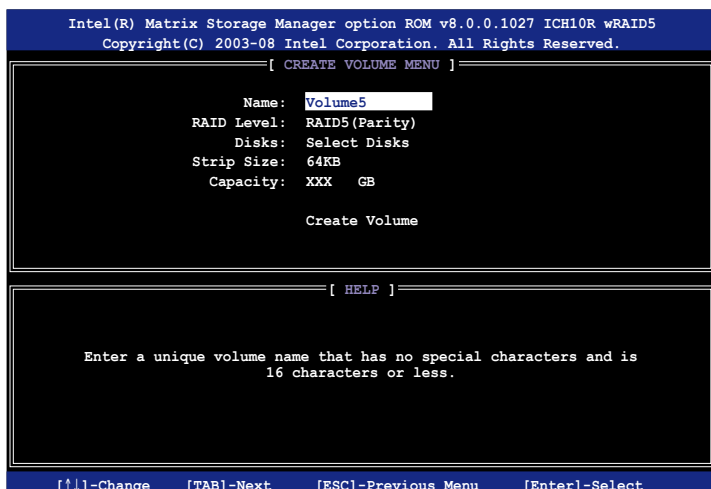 Intel(R) Matrix Storage Manager option ROM v8.0.0.1027 ICH10R wRAID5
Copyright(C) 2003-08 Intel Corporation. All Rights Reserved.
[ CREATE VOLUME MENU ]
Name: Volume5
RAID Level: RAID5(Parity)
Disks: Select Disks
Strip Size: 64KB
Capacity: XXX GB
Create Volume
[ HELP ]
Enter a unique volume name that has no special characters and is
16 characters or less.
[↑↓]-Change [TAB]-Next [ESC]-Previous Menu [Enter]-Select